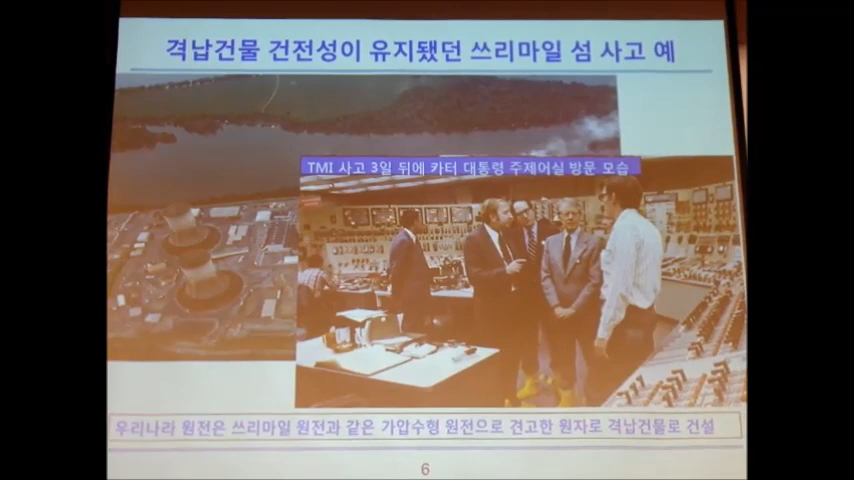 격납건물 건전성이 유지됐던 쓰리마일 섬 사고 예
TMI 사고 3일 뒤에 카터 대통령 주제어실 방문 모습
우리나라 원전은 쓰리마일 원전과 같은 가압수형 원전으로 견고한 원자로 격납건물로 건설
6